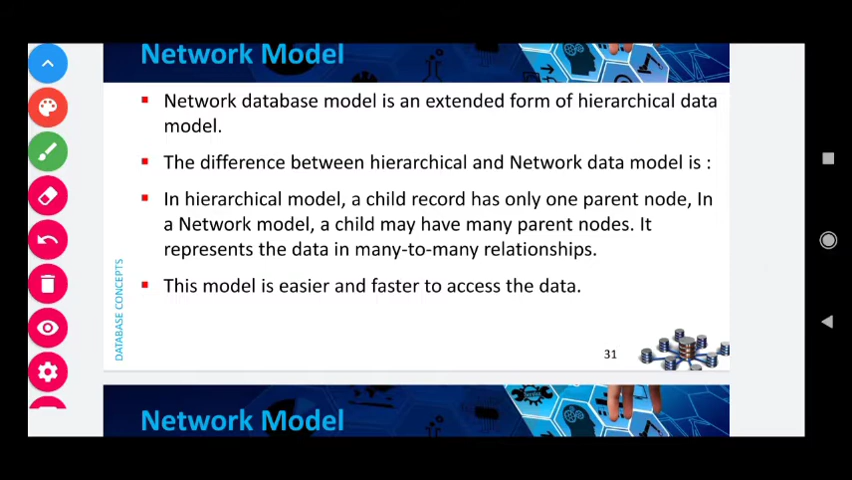 Network Model
▪ Network database model is an extended form of hierarchical data
model.
▪ The difference between hierarchical and Network data model is :
▪ In hierarchical model, a child record has only one parent node, In
a Network model, a child may have many parent nodes. It
represents the data in many-to-many relationships.
▪ This model is easier and faster to access the data.
DATABASE CONCEPTS
31
Network Model